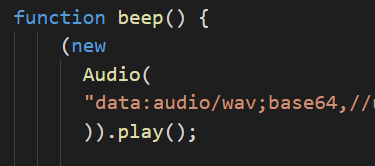 function beep() {
(new
Audio(
"data:audio/wav;base64,//
)).play();